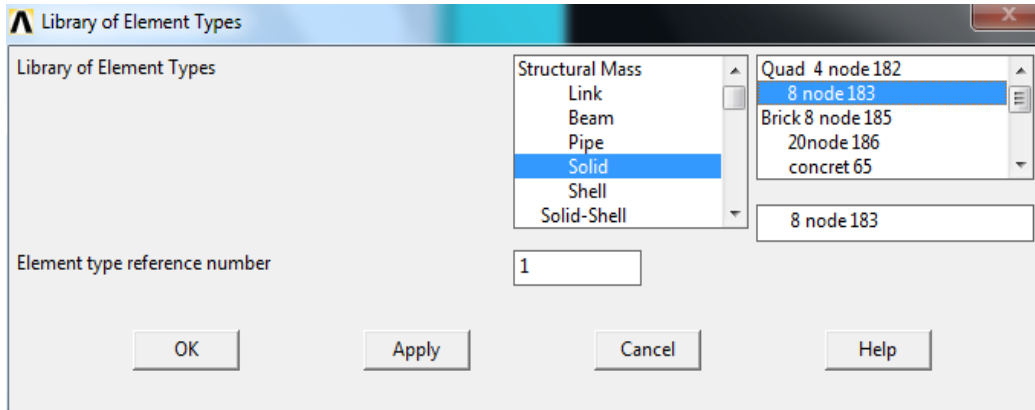 Library of Element Types
Library of Element Types
Structural Mass
Link
Beam
Pipe
Solid
Shell
Solid-Shell
Quad 4 node 182
8 node 183
Brick 8 node 185
20node 186
concret 65
8 node 183
Element type reference number
1
OK
Apply
Cancel
Help